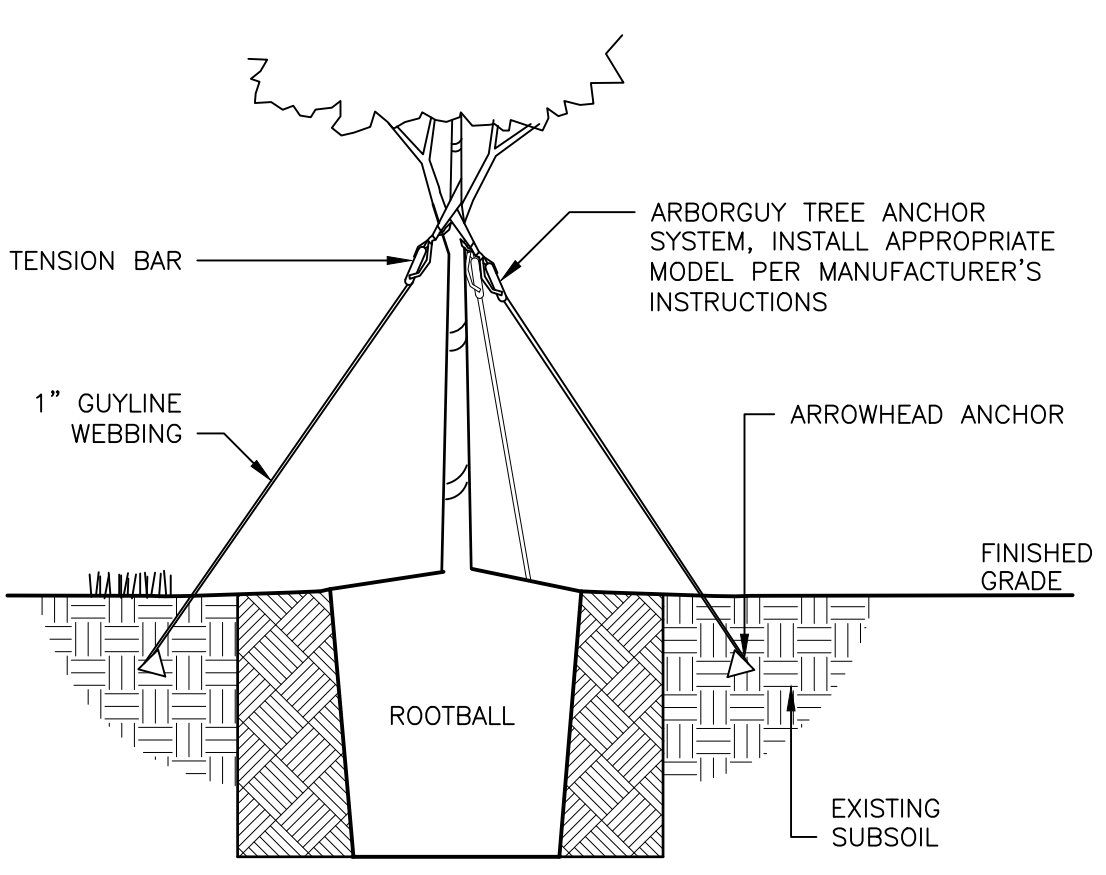 ARBORGUY TREE ANCHOR
SYSTEM, INSTALL APPROPRIATE
MODEL PER MANUFACTURER'S
INSTRUCTIONS
TENSION BAR
1" GUYLINE
WEBBING
ARROWHEAD ANCHOR
FINISHED
GRADE
ROOTBALL
EXISTING
SUBSOIL